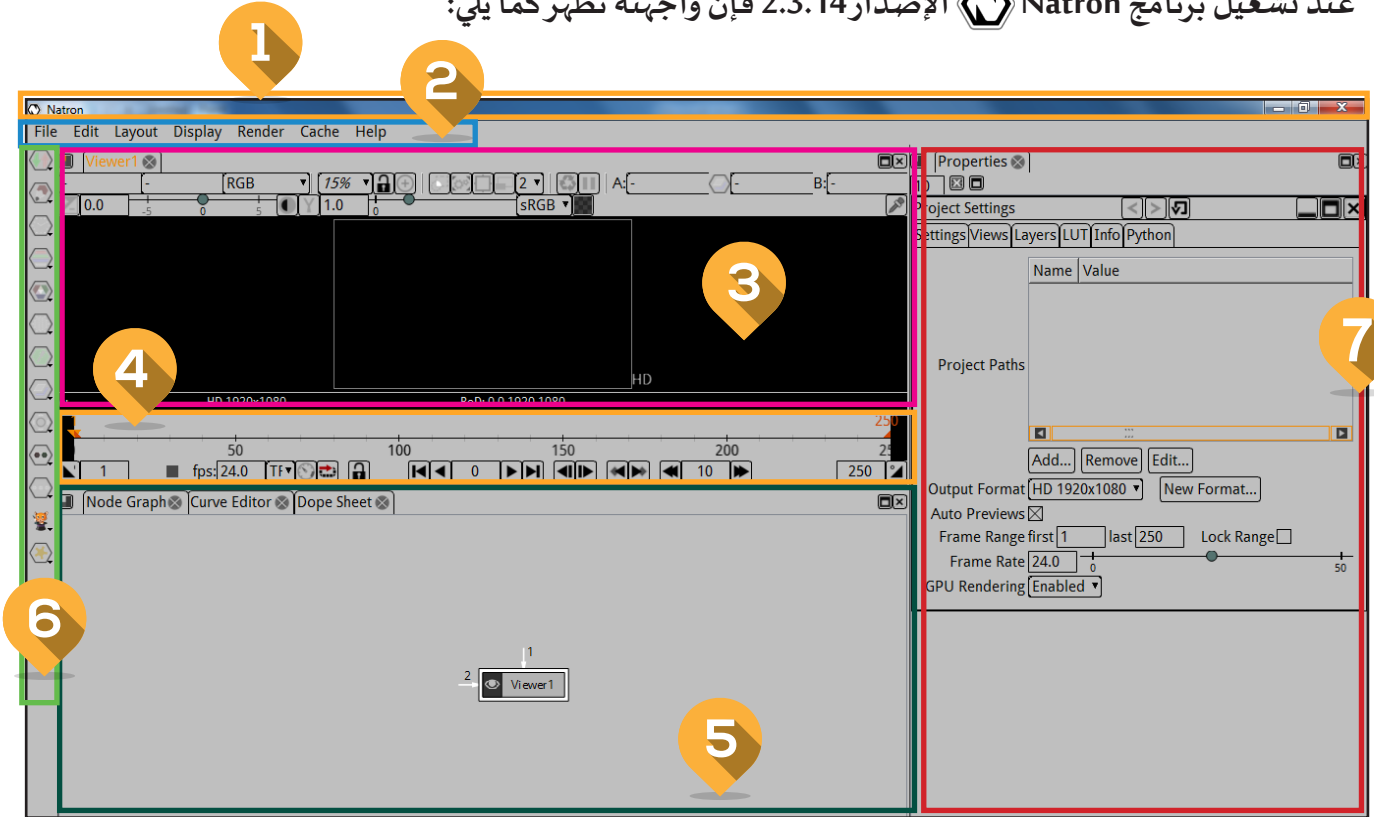 عند تشغيل برنامج Natron الإصدار 2.3.14 فإن واجهته تظهر كما يلي:
1
2
Natron
File Edit Layout Display Render Cache Help
Viewer1
- - RGB 15% 2 A: - - B: -
0.0 -5 0 5 1.0 0 sRGB
3
HD
4
HD 1920x1080 RoD: 0 0 1920 1080
250
50 100 150 200
1 fps: 24.0 0 10 250
Node Graph Curve Editor Dope Sheet
1
2 Viewer1
5
6
Properties
10
Project Settings
Settings Views Layers LUT Info Python
Name Value
7
Project Paths
Add... Remove Edit...
Output Format HD 1920x1080 New Format...
Auto Previews
Frame Range first 1 last 250 Lock Range
Frame Rate 24.0 0 50
GPU Rendering Enabled